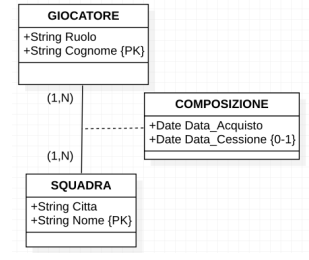 GIOCATORE
+String Ruolo
+String Cognome {PK}
(1,N)
COMPOSIZIONE
+Date Data_Acquisto
+Date Data_Cessione {0-1}
(1,N)
SQUADRA
+String Citta
+String Nome {PK}